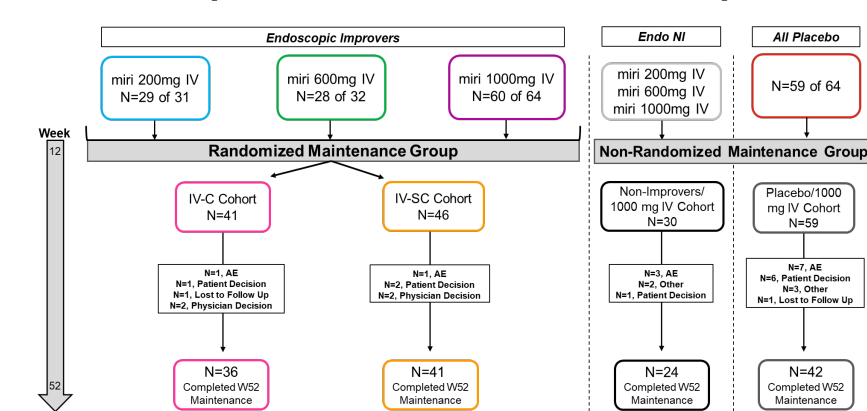 Endoscopic Improvers
Endo NI
All Placebo
miri 200mg IV
N=29 of 31
miri 600mg IV
N=28 of 32
miri 1000mg IV
N=60 of 64
miri 200mg IV
miri 600mg IV
miri 1000mg IV
N=59 of 64
Week
12
Randomized Maintenance Group
Non-Randomized Maintenance Group
IV-C Cohort
N=41
IV-SC Cohort
N=46
Non-Improvers/
1000 mg IV Cohort
N=30
Placebo/1000
mg IV Cohort
N=59
N=1, AE
N=1, Patient Decision
N=1, Lost to Follow Up
N=2, Physician Decision
N=1, AE
N=2, Patient Decision
N=2, Physician Decision
N=3, AE
N=2, Other
N=1, Patient Decision
N=7, AE
N=6, Patient Decision
N=3, Other
N=1, Lost to Follow Up
52
N=36
Completed W52
Maintenance
N=41
Completed W52
Maintenance
N=24
Completed W52
Maintenance
N=42
Completed W52
Maintenance